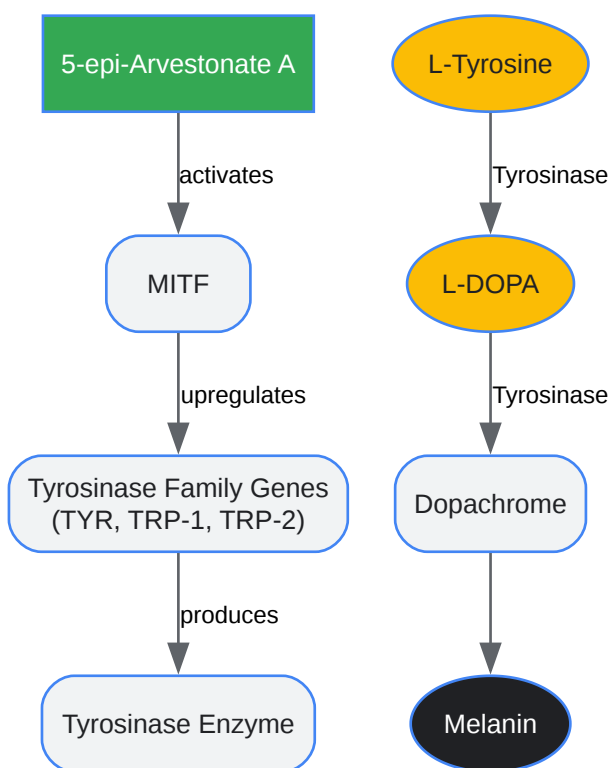 5-epi-Arvestonate A
activates
MITF
upregulates
Tyrosinase Family Genes
(TYR, TRP-1, TRP-2)
produces
Tyrosinase Enzyme
L-Tyrosine
Tyrosinase
L-DOPA
Tyrosinase
Dopachrome
Melanin